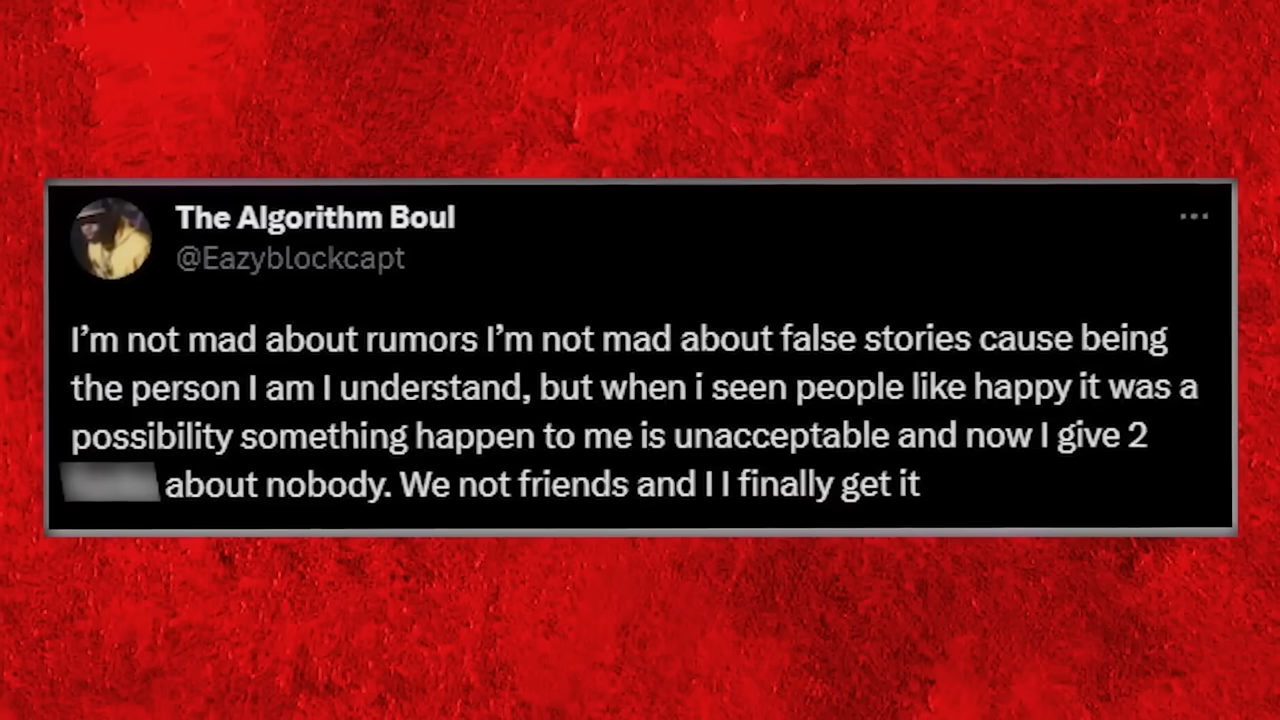 The Algorithm Boul
@Eazyblockcapt
I’m not mad about rumors I’m not mad about false stories cause being
the person I am I understand, but when i seen people like happy it was a
possibility something happen to me is unacceptable and now I give 2
about nobody. We not friends and I I finally get it